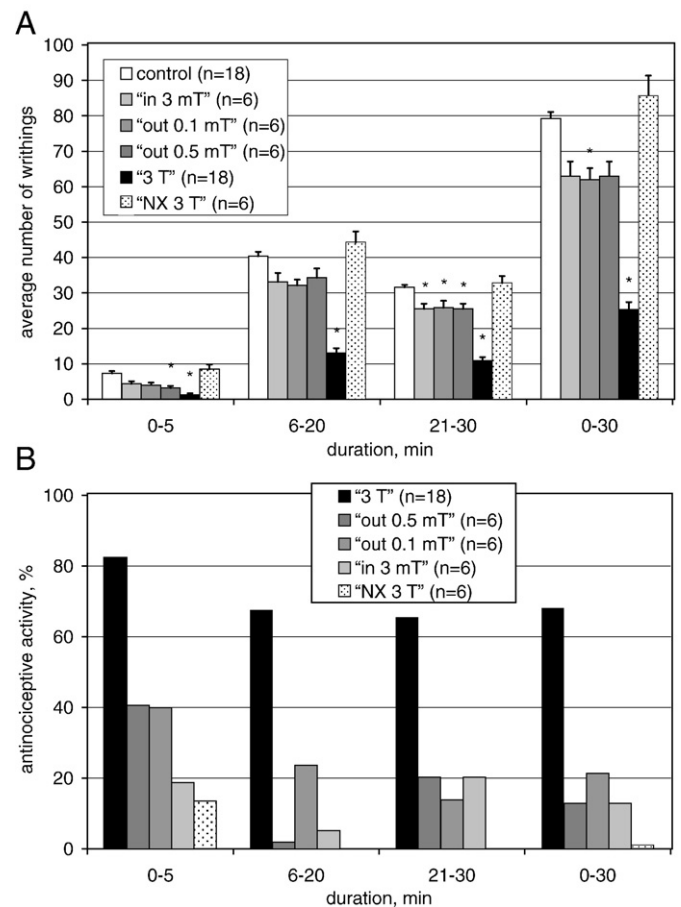 A
100
90
80
70
60
50
40
30
20
10
0
average number of writhings
control (n=18)
“in 3 mT” (n=6)
“out 0.1 mT” (n=6)
“out 0.5 mT” (n=6)
“3 T” (n=18)
“NX 3 T” (n=6)
* * * * * * * *
0-5 6-20 21-30 0-30
duration, min
B
100
80
60
40
20
0
antinociceptive activity, %
“3 T” (n=18)
“out 0.5 mT” (n=6)
“out 0.1 mT” (n=6)
“in 3 mT” (n=6)
“NX 3 T” (n=6)
0-5 6-20 21-30 0-30
duration, min